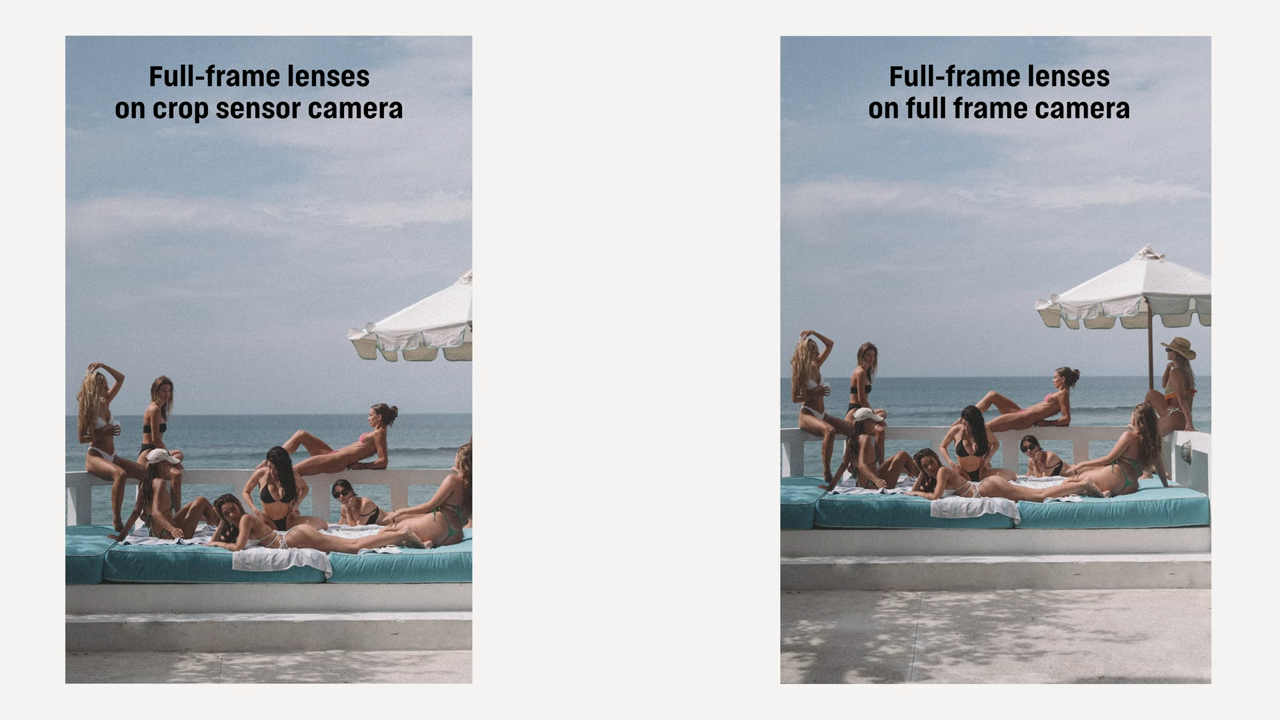 Full-frame lenses
on crop sensor camera
Full-frame lenses
on full frame camera